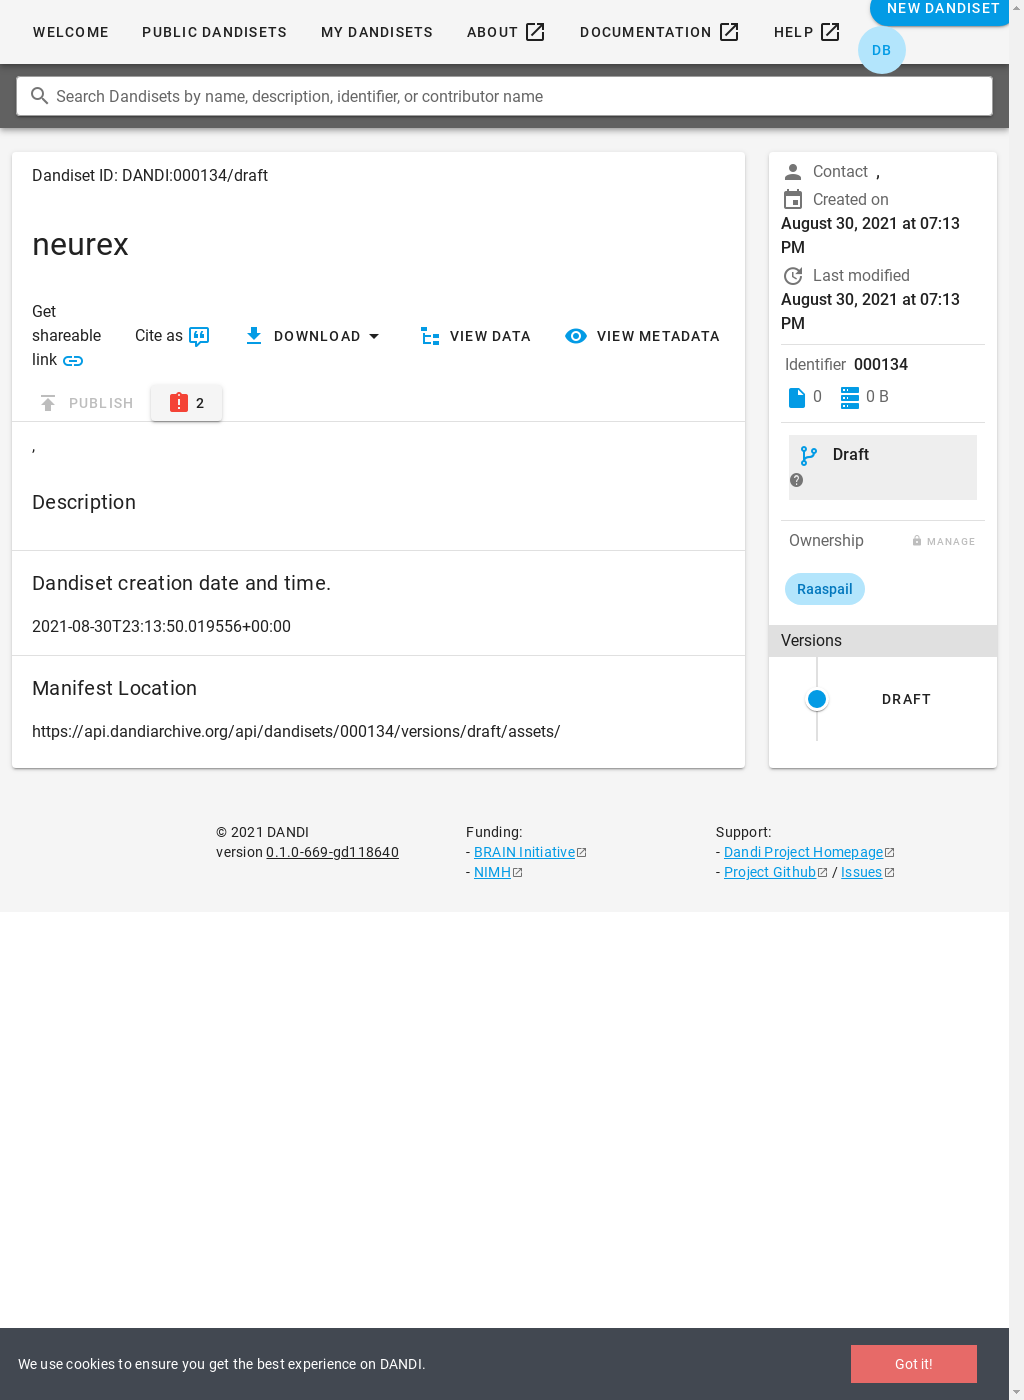 WELCOME PUBLIC DANDISETS MY DANDISETS ABOUT DOCUMENTATION HELP NEW DANDISET
DB
Search Dandisets by name, description, identifier, or contributor name
Dandiset ID: DANDI:000134/draft
neurex
Get
shareable
link
Cite as
DOWNLOAD
VIEW DATA
VIEW METADATA
PUBLISH
2
,
Description
Dandiset creation date and time.
2021-08-30T23:13:50.019556+00:00
Manifest Location
https://api.dandiarchive.org/api/dandisets/000134/versions/draft/assets/
Contact ,
Created on
August 30, 2021 at 07:13
PM
Last modified
August 30, 2021 at 07:13
PM
Identifier 000134
0 0 B
Draft
Ownership MANAGE
Raaspail
Versions
DRAFT
© 2021 DANDI
version 0.1.0-669-gd118640
Funding:
- BRAIN Initiative
- NIMH
Support:
- Dandi Project Homepage
- Project Github / Issues
We use cookies to ensure you get the best experience on DANDI.
Got it!